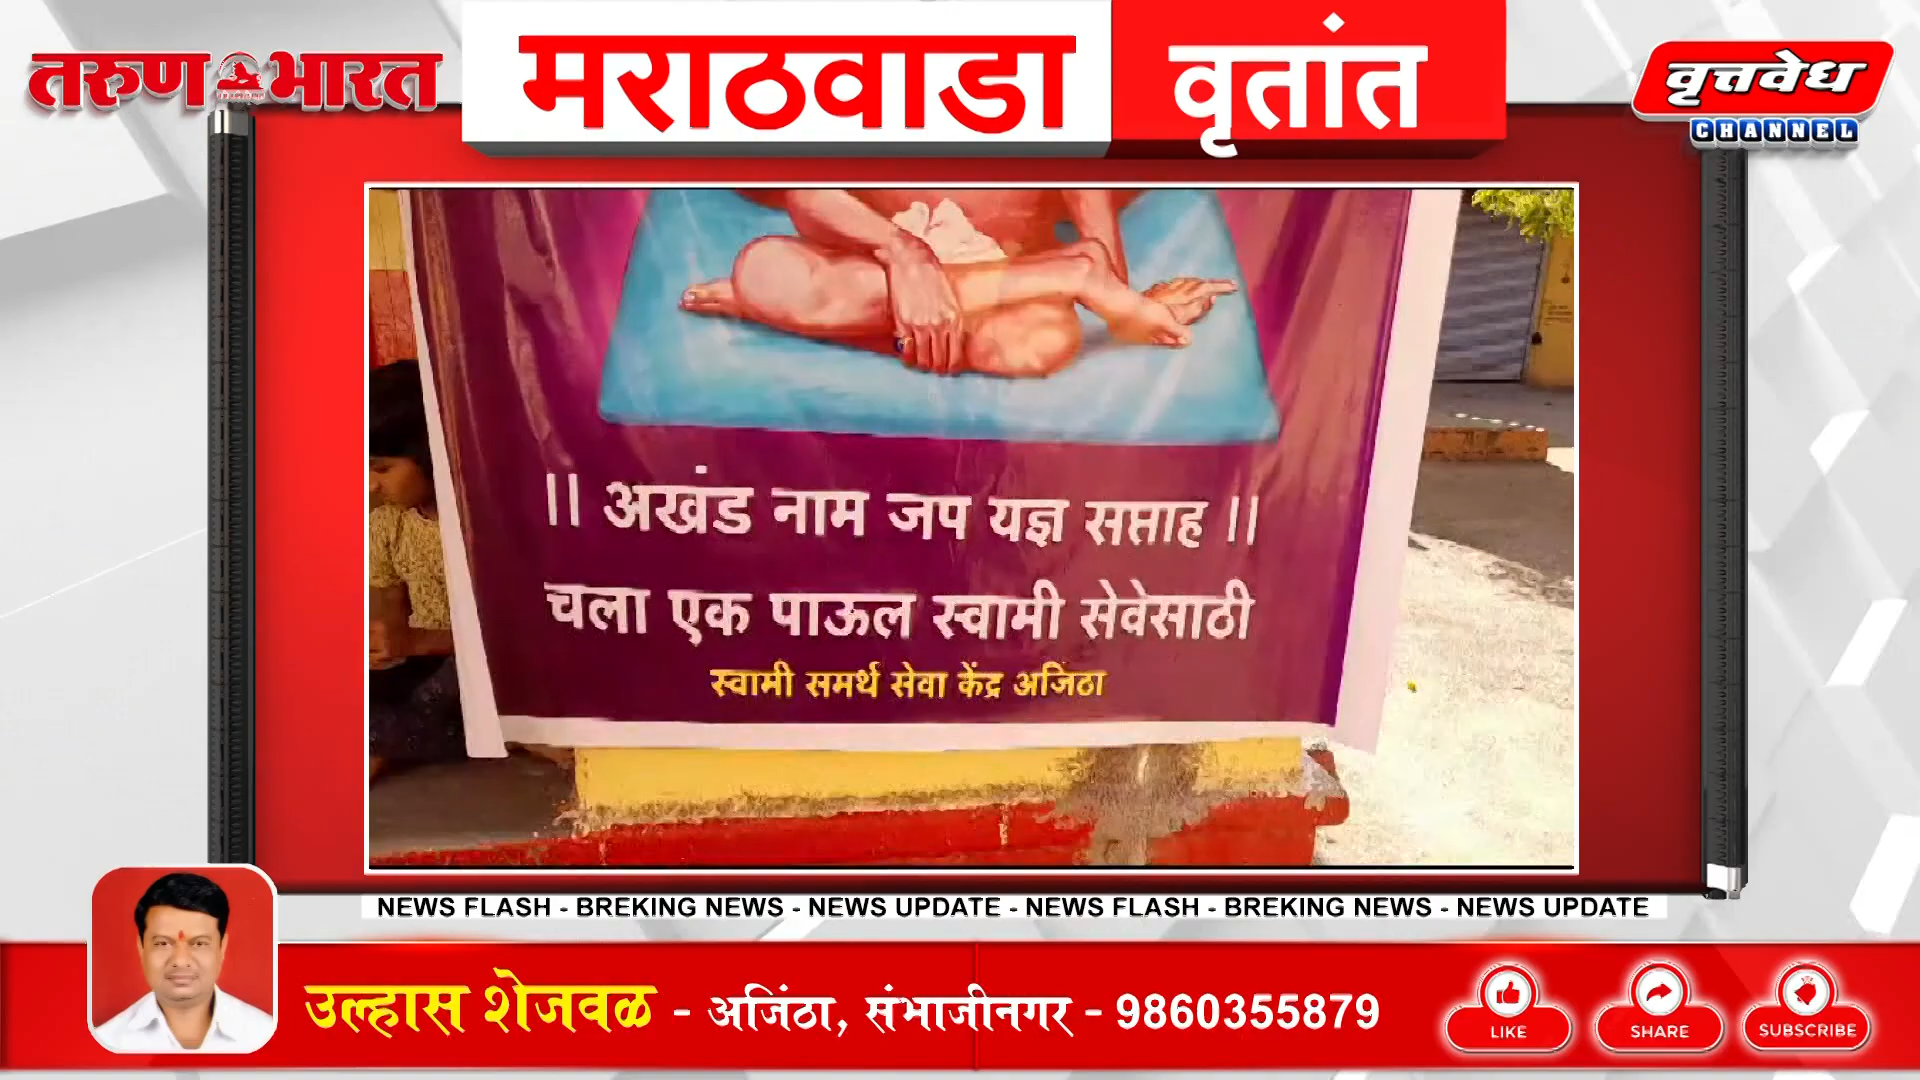 तरुण भारत
मराठवाडा वृतांत
वृत्तवेध
CHANNEL
|| अखंड नाम जप यज्ञ सप्ताह ||
चला एक पाऊल स्वामी सेवेसाठी
स्वामी समर्थ सेवा केंद्र अजिंठा
NEWS FLASH - BREKING NEWS - NEWS UPDATE - NEWS FLASH - BREKING NEWS - NEWS UPDATE
उल्हास शेजवळ - अजिंठा, संभाजीनगर - 9860355879
LIKE
SHARE
SUBSCRIBE